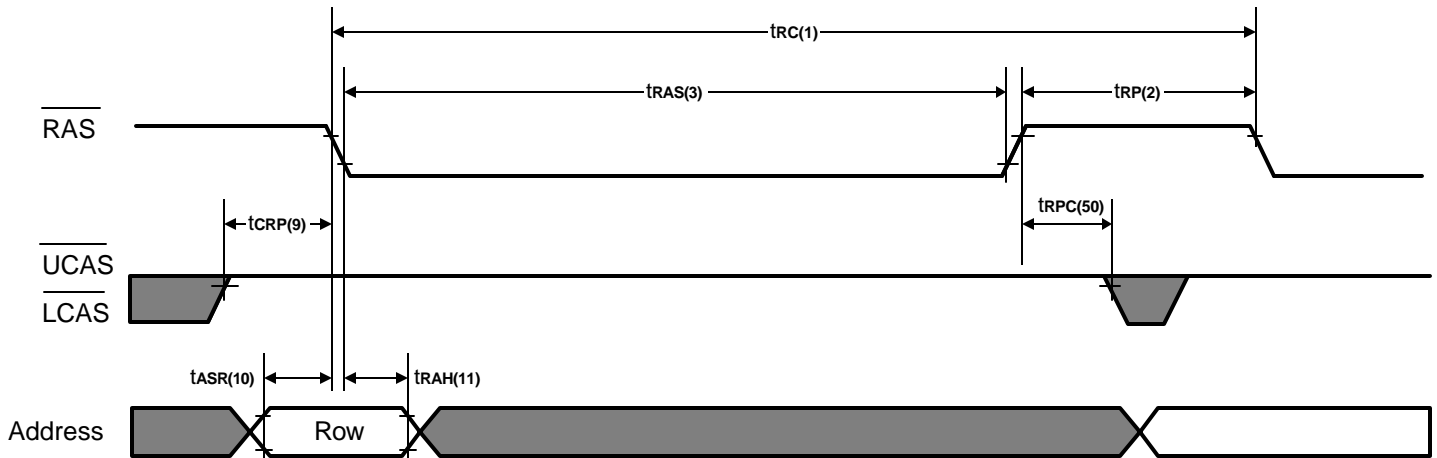 tRC(1)
tRAS(3)
tRP(2)
RAS
tRPC(50)
tCRP(9)
UCAS
LCAS
tASR(10)
tRAH(11)
Address
Row